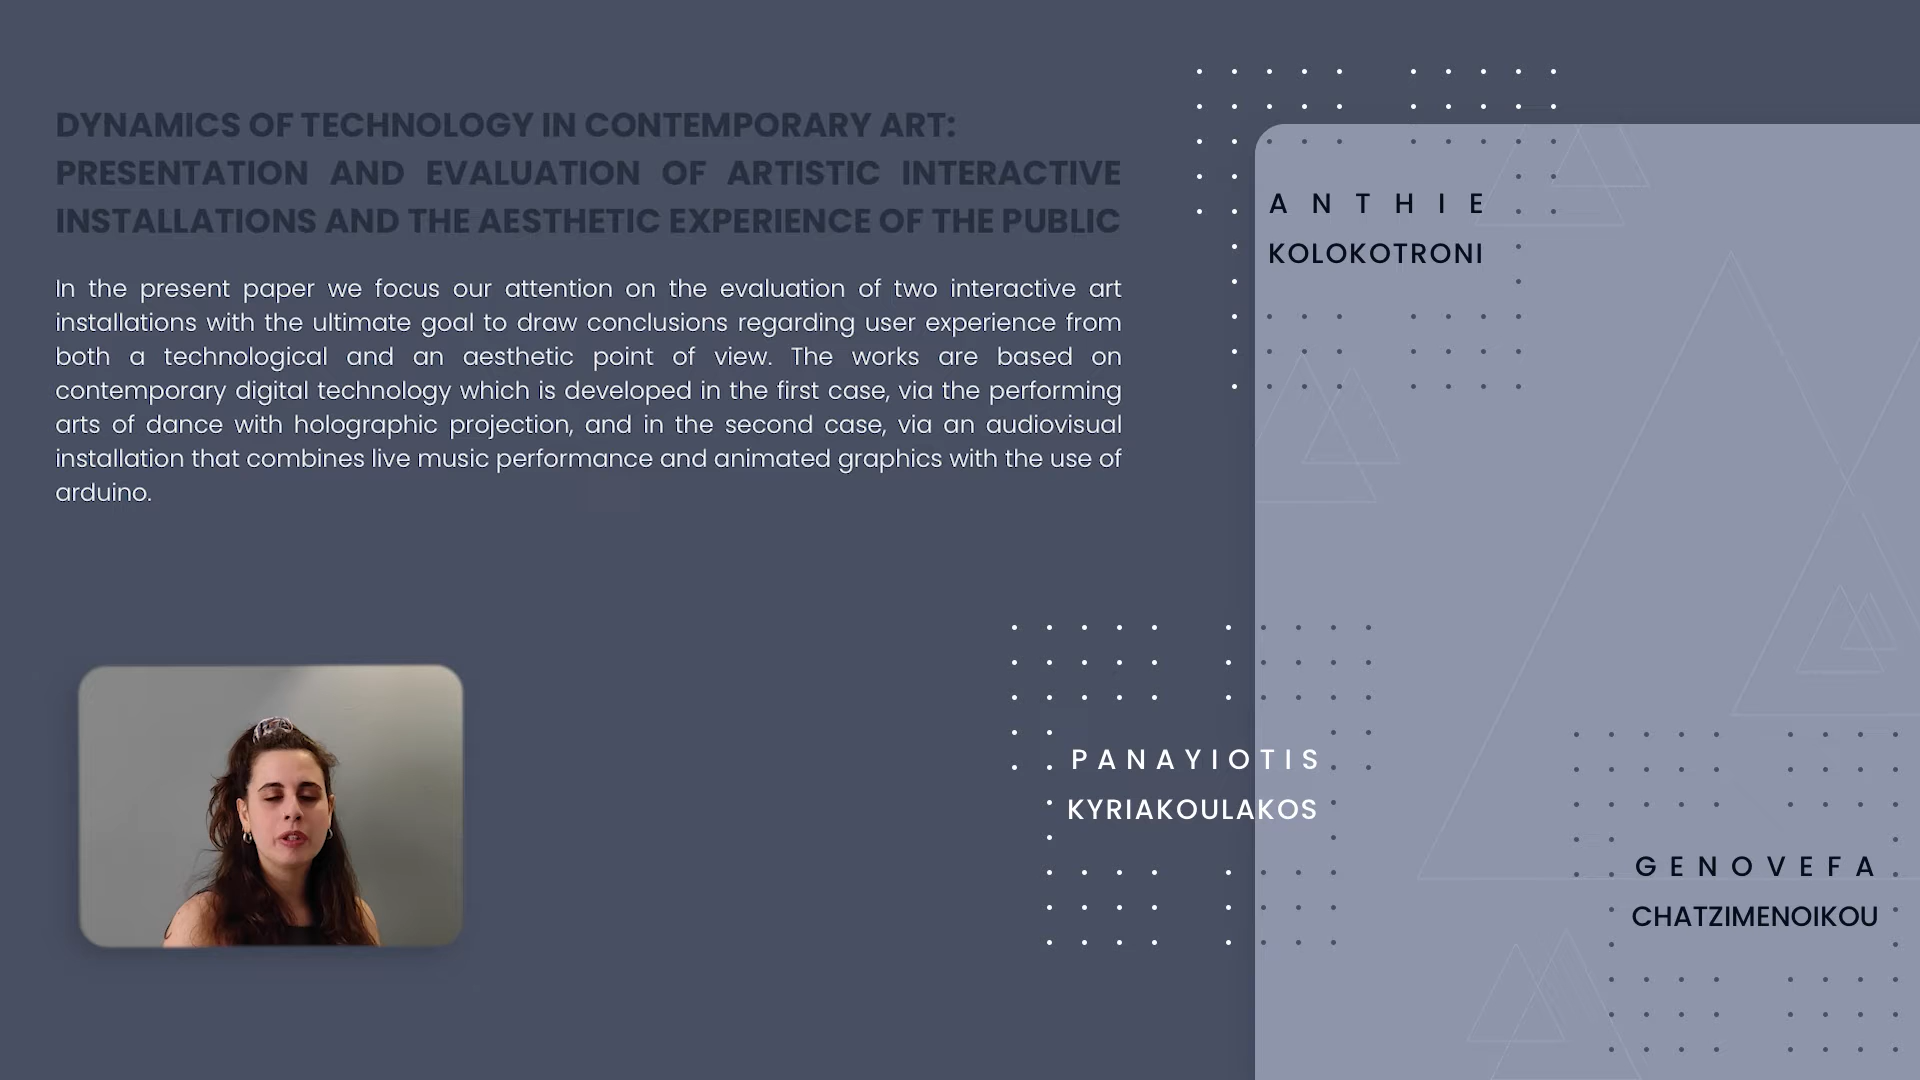 DYNAMICS OF TECHNOLOGY IN CONTEMPORARY ART:
PRESENTATION AND EVALUATION OF ARTISTIC INTERACTIVE
INSTALLATIONS AND THE AESTHETIC EXPERIENCE OF THE PUBLIC
In the present paper we focus our attention on the evaluation of two interactive art
installations with the ultimate goal to draw conclusions regarding user experience from
both a technological and an aesthetic point of view. The works are based on
contemporary digital technology which is developed in the first case, via the performing
arts of dance with holographic projection, and in the second case, via an audiovisual
installation that combines live music performance and animated graphics with the use of
arduino.
ANTHIE
KOLOKOTRONI
PANAYIOTIS
KYRIAKOULAKOS
GENOVEFA
CHATZIMENOIKOU